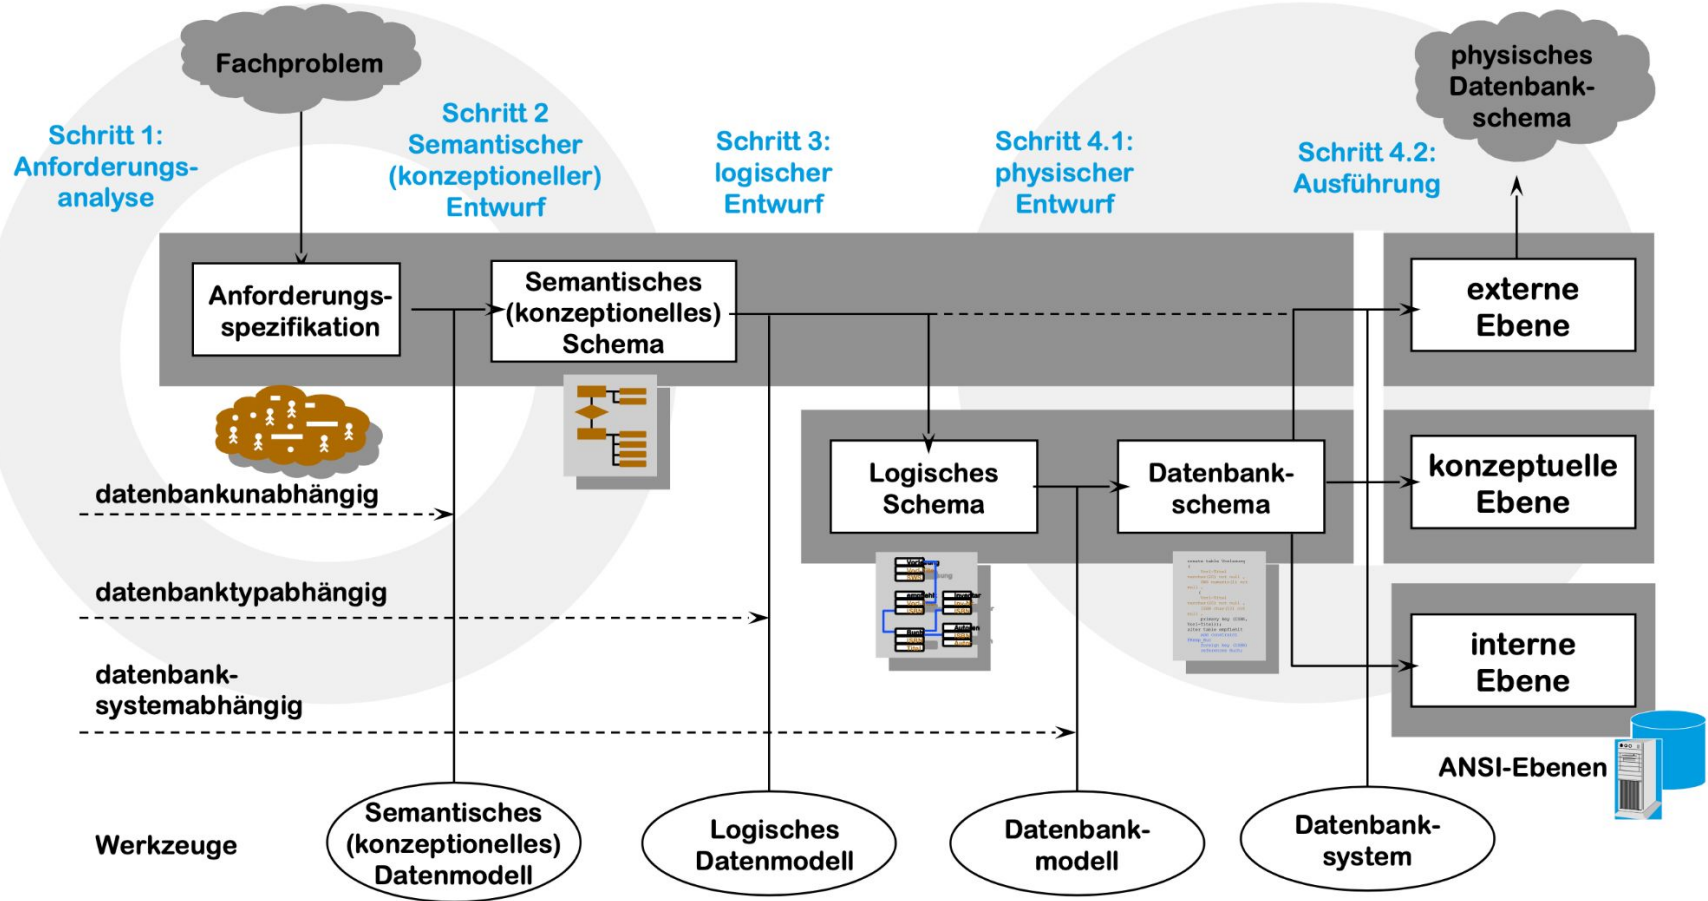 Fachproblem
physisches
Datenbank-
schema
Schritt 1:
Anforderungs-
analyse
Schritt 2
Semantischer
(konzeptioneller)
Entwurf
Schritt 3:
logischer
Entwurf
Schritt 4.1:
physischer
Entwurf
Schritt 4.2:
Ausführung
Anforderungs-
spezifikation
Semantisches
(konzeptionelles)
Schema
externe
Ebene
Logisches
Schema
Datenbank-
schema
konzeptuelle
Ebene
datenbankunabhängig
datenbanktypabhängig
datenbank-
systemabhängig
interne
Ebene
ANSI-Ebenen
Werkzeuge
Semantisches
(konzeptionelles)
Datenmodell
Logisches
Datenmodell
Datenbank-
modell
Datenbank-
system